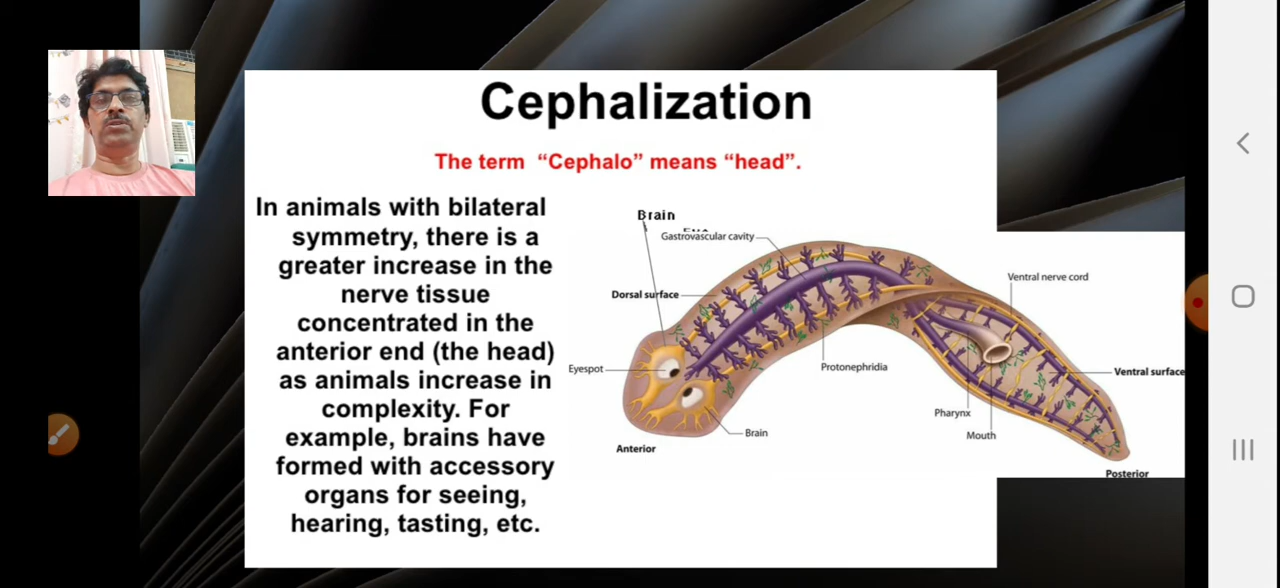 Cephalization
The term “Cephalo” means “head”.
In animals with bilateral
symmetry, there is a
greater increase in the
nerve tissue
concentrated in the
anterior end (the head)
as animals increase in
complexity. For
example, brains have
formed with accessory
organs for seeing,
hearing, tasting, etc.
Brain
Gastrovascular cavity
Ventral nerve cord
Dorsal surface
Eyespot
Protonephridia
Ventral surface
Pharynx
Brain
Mouth
Anterior
Posterior